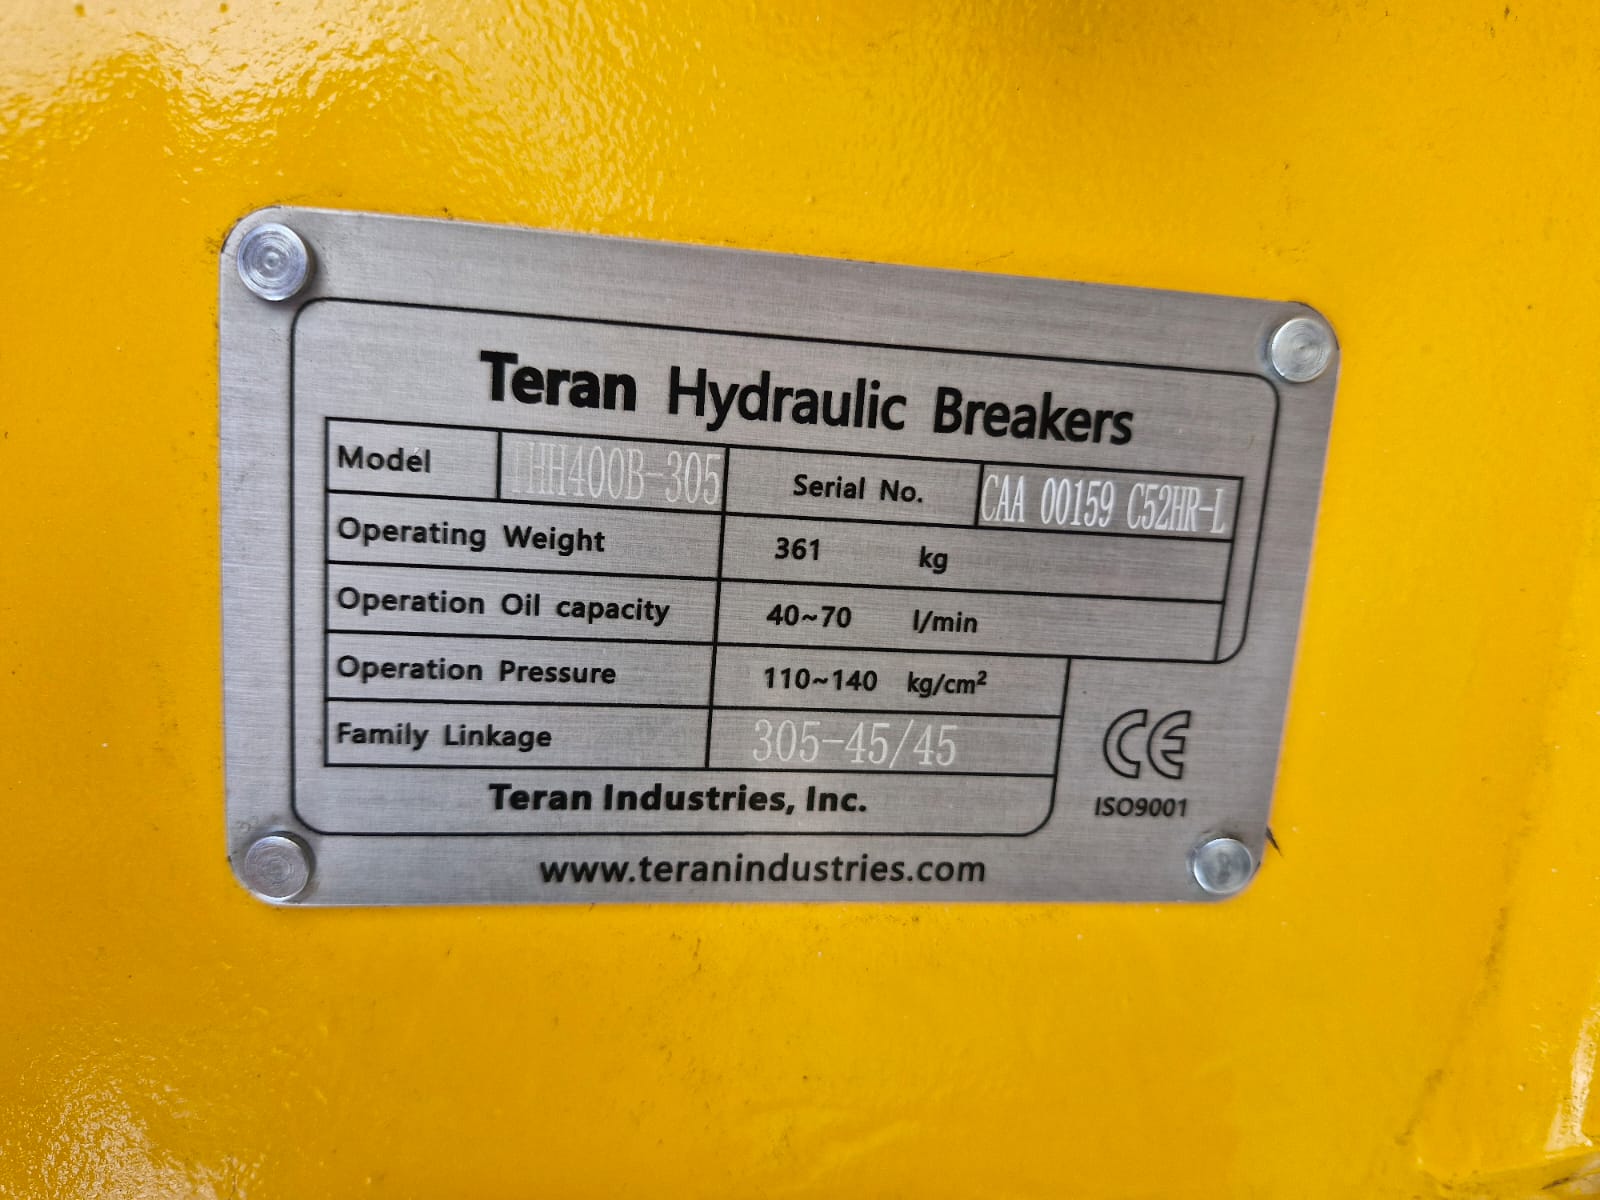 Teran Hydraulic Breakers
Model THH400B-305 Serial No. CAA 00159 C52HR-L
Operating Weight 361 kg
Operation Oil capacity 40~70 l/min
Operation Pressure 110~140 kg/cm²
Family Linkage 305-45/45
CE
ISO9001
Teran Industries, Inc.
www.teranindustries.com